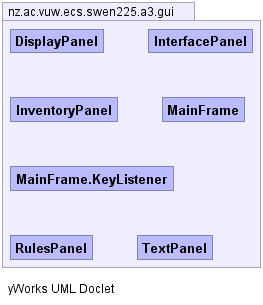 nz.ac.vuw.ecs.swen225.a3.gui
DisplayPanel
InterfacePanel
InventoryPanel
MainFrame
MainFrame.KeyListener
RulesPanel
TextPanel
yWorks UML Doclet